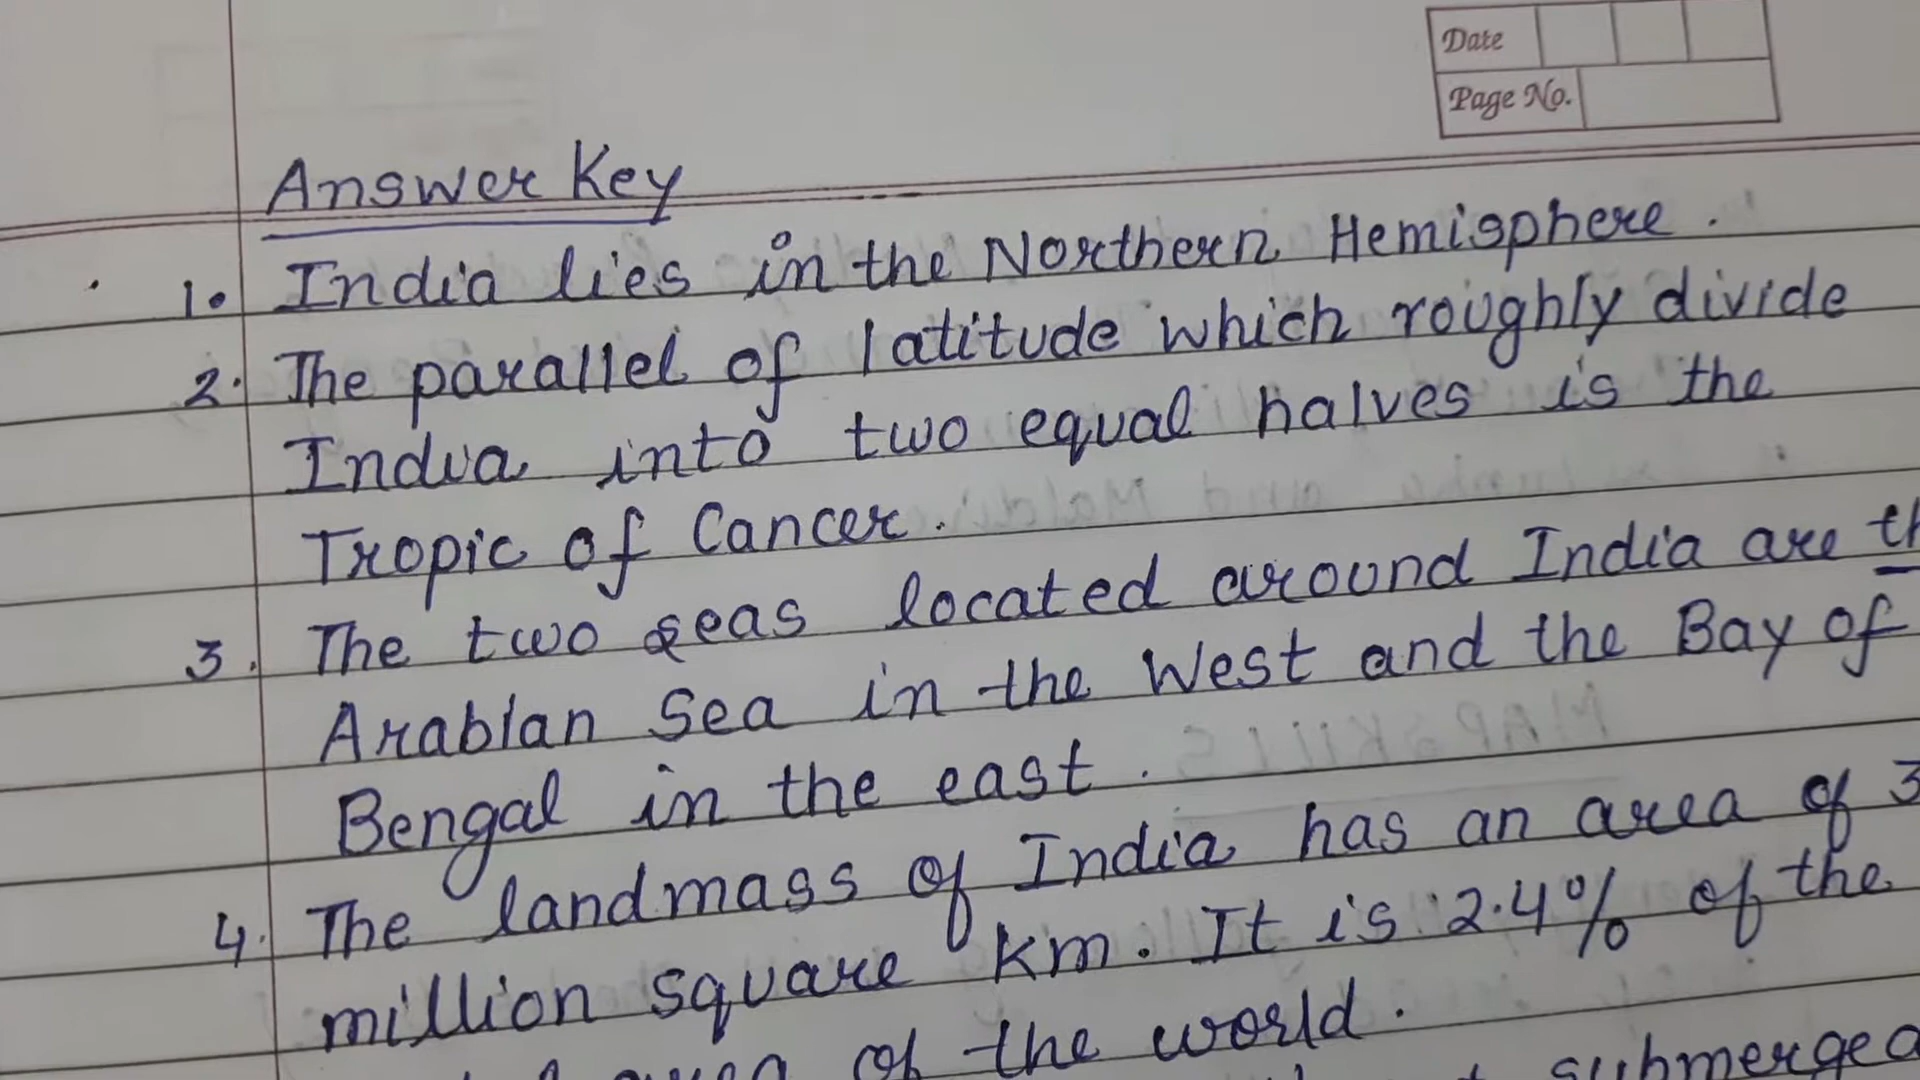 Date
Page No.
Answer Key
1. India lies in the Northern Hemisphere.
2. The parallel of latitude which roughly divide
India into two equal halves is the
Tropic of Cancer.
3. The two seas located around India are th
Arabian Sea in the West and the Bay of
Bengal in the east.
4. The landmass of India has an area of 3
million square km. It is 2.4% of the
area of the world.
submerged